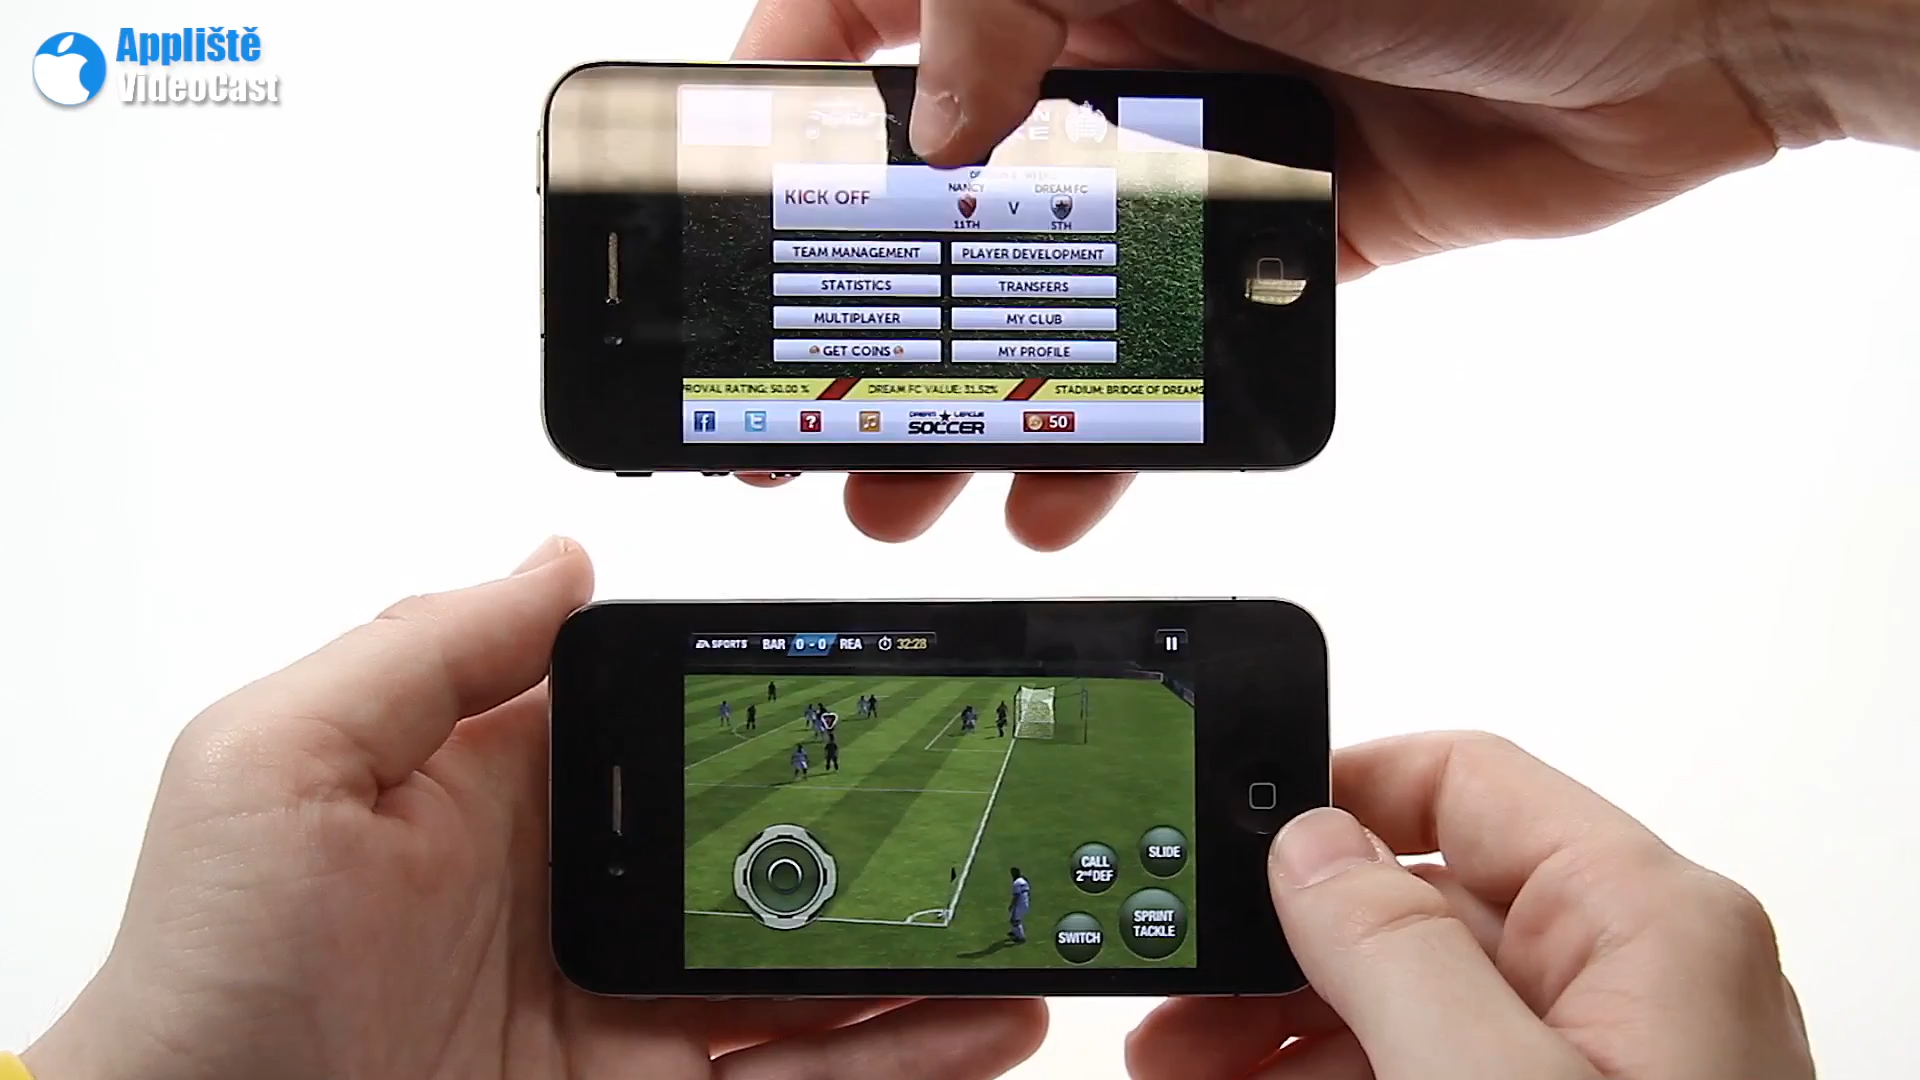 Appliště
VideoCast
KICK OFF
NANCY
11TH
V
DREAM FC
5TH
TEAM MANAGEMENT
PLAYER DEVELOPMENT
STATISTICS
TRANSFERS
MULTIPLAYER
MY CLUB
GET COINS
MY PROFILE
ROVAL RATING: 50.00 %
DREAM FC VALUE: 31.52%
STADIUM: BRIDGE OF DREAMS
DREAM LEAGUE
SOCCER
50
EA SPORTS BAR 0 - 0 REA 32:28
CALL
2nd DEF
SLIDE
SWITCH
SPRINT
TACKLE